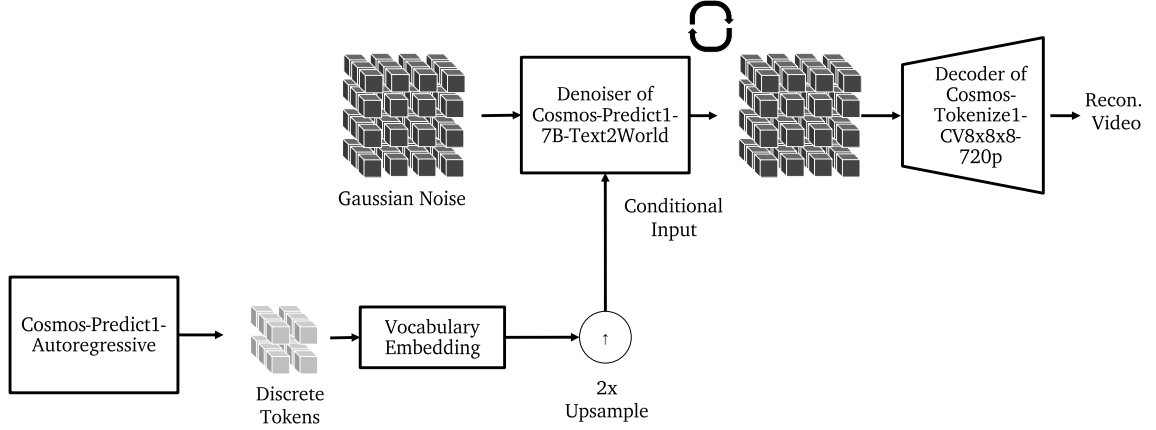 Gaussian Noise
Denoiser of
Cosmos-Predict1-
7B-Text2World
Decoder of
Cosmos-
Tokenize1-
CV8x8x8-
720p
Recon.
Video
Conditional
Input
Cosmos-Predict1-
Autoregressive
Discrete
Tokens
Vocabulary
Embedding
↑
2x
Upsample